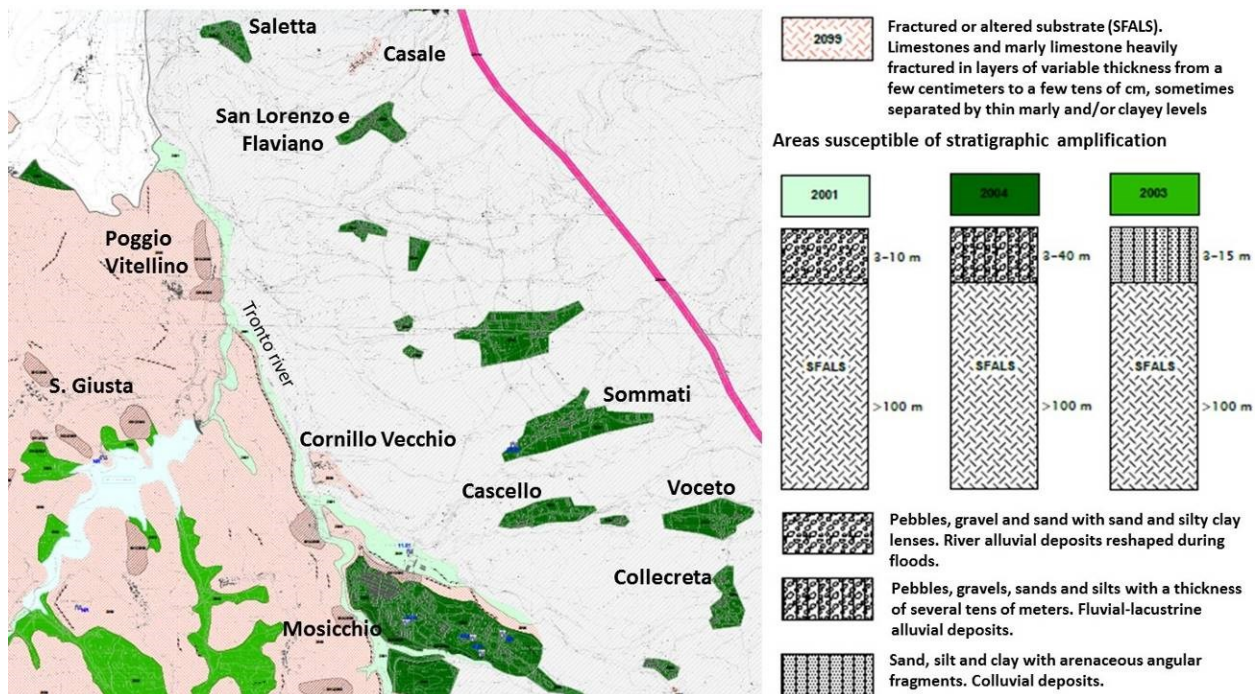 Saletta
Casale
San Lorenzo e
Flaviano
Poggio
Vitellino
Tronto river
S. Giusta
Sommati
Cornillo Vecchio
Cascello
Voceto
Collecreta
Mosicchio
2099
Fractured or altered substrate (SFALS).
Limestones and marly limestone heavily
fractured in layers of variable thickness from a
few centimeters to a few tens of cm, sometimes
separated by thin marly and/or clayey levels
Areas susceptible of stratigraphic amplification
2001
2004
2003
3-10 m
3-40 m
3-15 m
SFALS
SFALS
SFALS
>100 m
>100 m
>100 m
Pebbles, gravel and sand with sand and silty clay
lenses. River alluvial deposits reshaped during
floods.
Pebbles, gravels, sands and silts with a thickness
of several tens of meters. Fluvial-lacustrine
alluvial deposits.
Sand, silt and clay with arenaceous angular
fragments. Colluvial deposits.